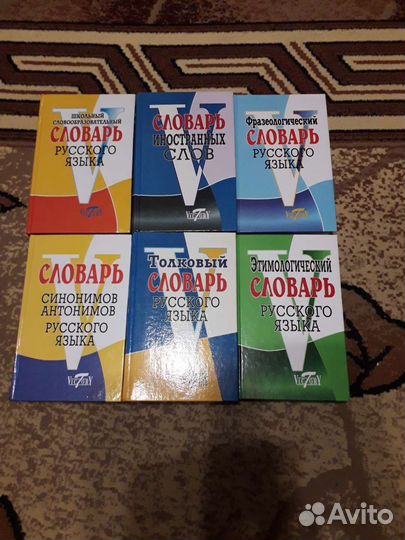 ШКОЛЬНЫЙ
СЛОВООБРАЗОВАТЕЛЬНЫЙ
СЛОВАРЬ
РУССКОГО
ЯЗЫКА
СЛОВАРЬ
ИНОСТРАННЫХ
СЛОВ
Фразеологический
СЛОВАРЬ
РУССКОГО
ЯЗЫКА
СЛОВАРЬ
СИНОНИМОВ
АНТОНИМОВ
РУССКОГО
ЯЗЫКА
Толковый
СЛОВАРЬ
РУССКОГО
ЯЗЫКА
Этимологический
СЛОВАРЬ
РУССКОГО
ЯЗЫКА
Avito